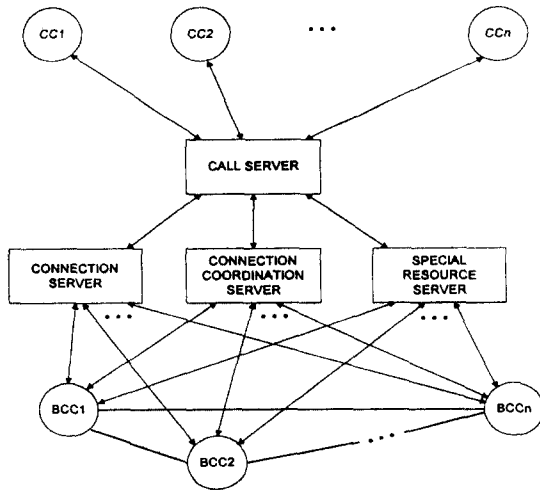 CC1
CC2
• • •
CCn
CALL SERVER
CONNECTION
SERVER
CONNECTION
COORDINATION
SERVER
SPECIAL
RESOURCE
SERVER
• • •
• • •
• • •
BCC1
BCCn
BCC2
• • •